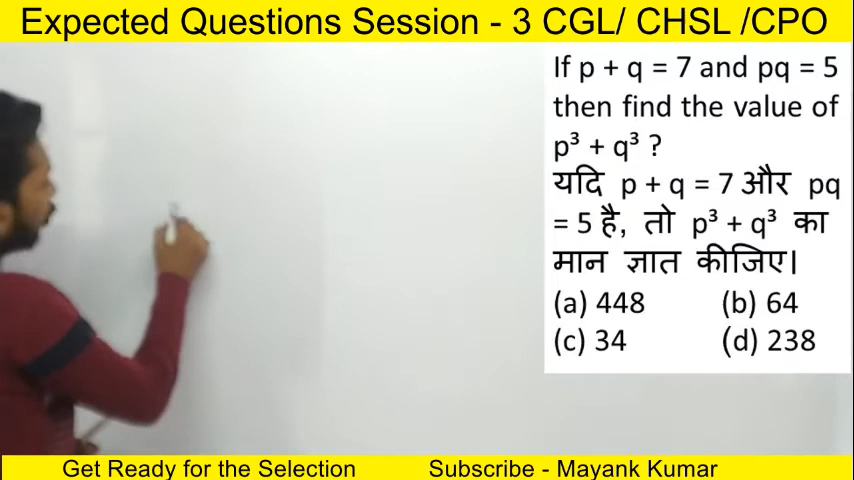 Expected Questions Session - 3 CGL/ CHSL /CPO
If p + q = 7 and pq = 5
then find the value of
p³ + q³ ?
यदि p + q = 7 और pq
= 5 है, तो p³ + q³ का
मान ज्ञात कीजिए।
(a) 448 (b) 64
(c) 34 (d) 238
Get Ready for the Selection Subscribe - Mayank Kumar